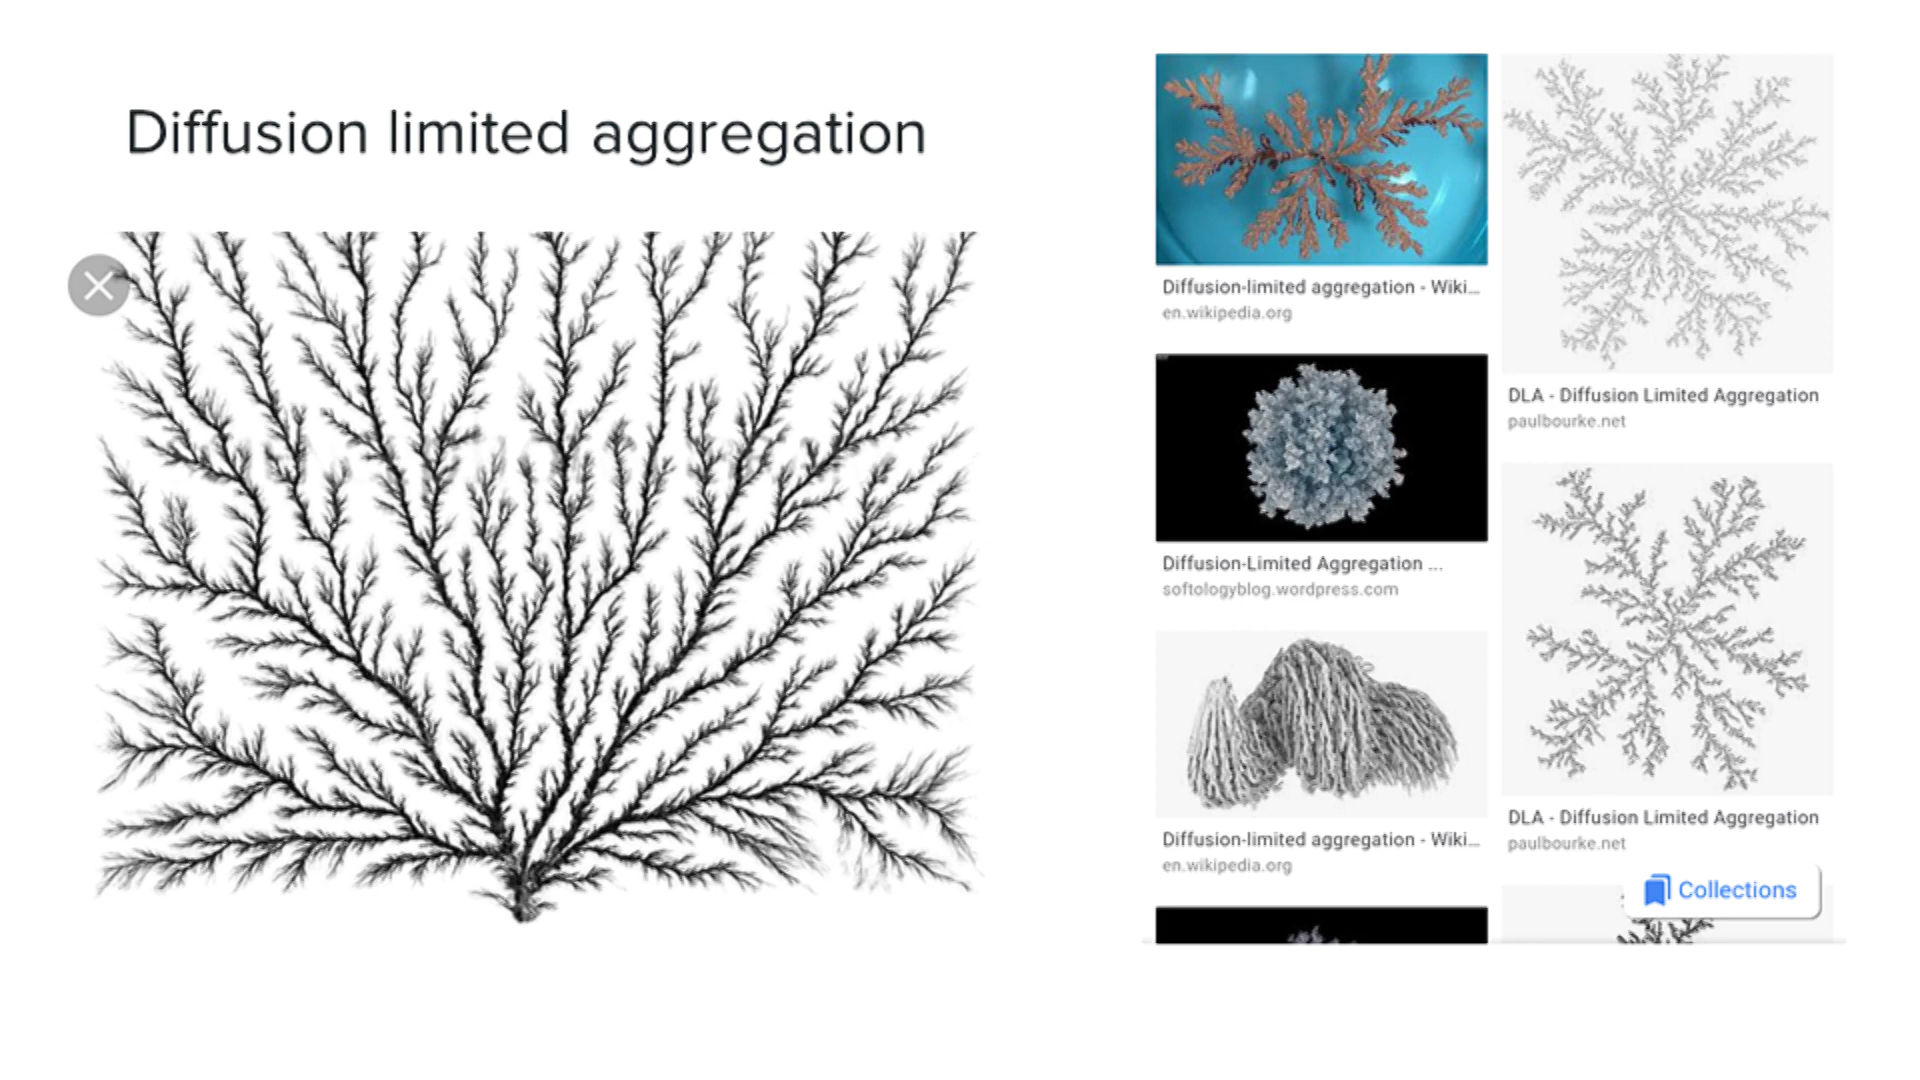 Diffusion limited aggregation
Diffusion-limited aggregation - Wiki...
en.wikipedia.org
Diffusion-Limited Aggregation ...
softologyblog.wordpress.com
Diffusion-limited aggregation - Wiki...
en.wikipedia.org
DLA - Diffusion Limited Aggregation
paulbourke.net
DLA - Diffusion Limited Aggregation
paulbourke.net
Collections